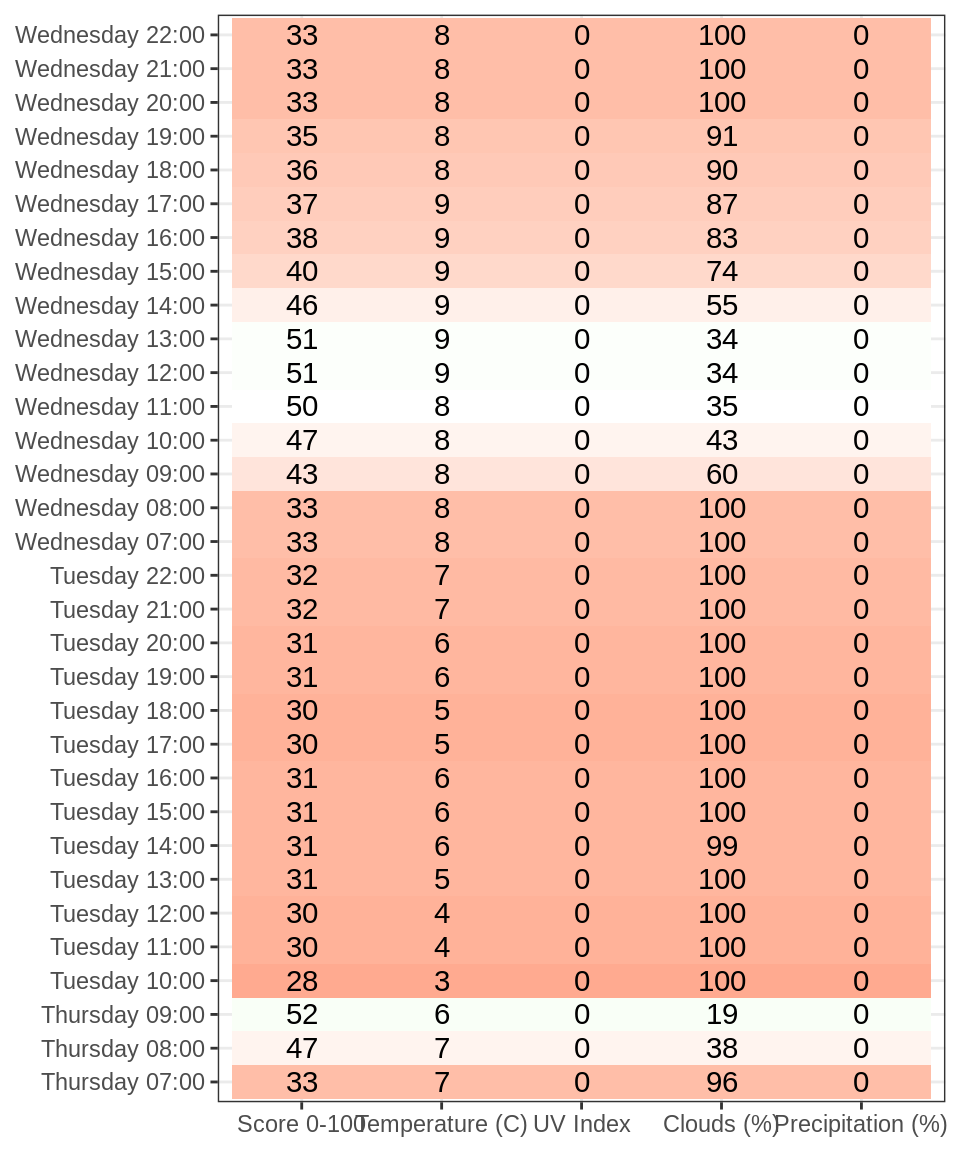 Wednesday 22:00 33 8 0 100 0
Wednesday 21:00 33 8 0 100 0
Wednesday 20:00 33 8 0 100 0
Wednesday 19:00 35 8 0 91 0
Wednesday 18:00 36 8 0 90 0
Wednesday 17:00 37 9 0 87 0
Wednesday 16:00 38 9 0 83 0
Wednesday 15:00 40 9 0 74 0
Wednesday 14:00 46 9 0 55 0
Wednesday 13:00 51 9 0 34 0
Wednesday 12:00 51 9 0 34 0
Wednesday 11:00 50 8 0 35 0
Wednesday 10:00 47 8 0 43 0
Wednesday 09:00 43 8 0 60 0
Wednesday 08:00 33 8 0 100 0
Wednesday 07:00 33 8 0 100 0
Tuesday 22:00 32 7 0 100 0
Tuesday 21:00 32 7 0 100 0
Tuesday 20:00 31 6 0 100 0
Tuesday 19:00 31 6 0 100 0
Tuesday 18:00 30 5 0 100 0
Tuesday 17:00 30 5 0 100 0
Tuesday 16:00 31 6 0 100 0
Tuesday 15:00 31 6 0 100 0
Tuesday 14:00 31 6 0 99 0
Tuesday 13:00 31 5 0 100 0
Tuesday 12:00 30 4 0 100 0
Tuesday 11:00 30 4 0 100 0
Tuesday 10:00 28 3 0 100 0
Thursday 09:00 52 6 0 19 0
Thursday 08:00 47 7 0 38 0
Thursday 07:00 33 7 0 96 0
Score 0-100 Temperature (C) UV Index Clouds (%) Precipitation (%)